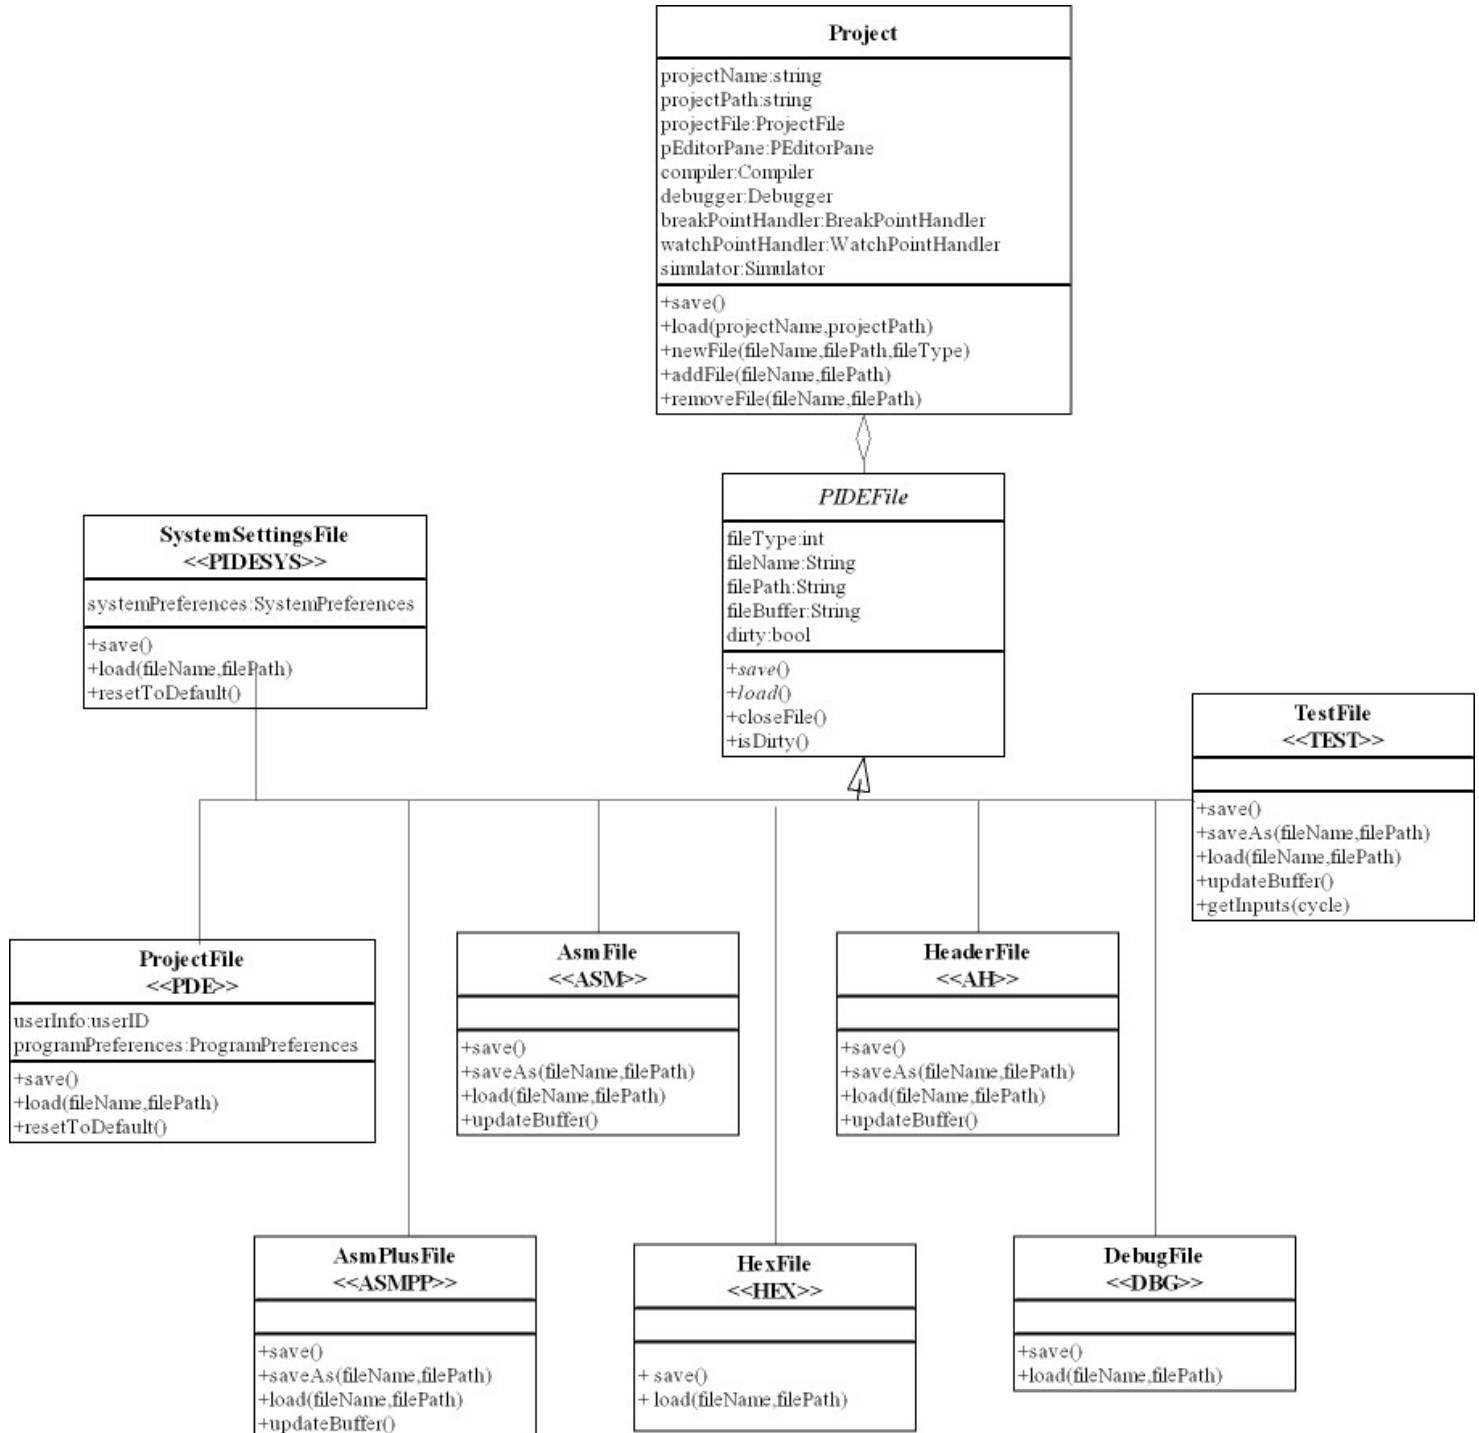 Project
projectName:string
projectPath:string
projectFile:ProjectFile
pEditorPane:PEditorPane
compiler:Compiler
debugger:Debugger
breakPointHandler:BreakPointHandler
watchPointHandler:WatchPointHandler
simulator:Simulator
+save()
+load(projectName,projectPath)
+newFile(fileName,filePath,fileType)
+addFile(fileName,filePath)
+removeFile(fileName,filePath)
PIDEFile
fileType:int
fileName:String
filePath:String
fileBuffer:String
dirty:bool
+save()
+load()
+closeFile()
+isDirty()
SystemSettingsFile
<<PIDESYS>>
systemPreferences:SystemPreferences
+save()
+load(fileName,filePath)
+resetToDefault()
TestFile
<<TEST>>
+save()
+saveAs(fileName,filePath)
+load(fileName,filePath)
+updateBuffer()
+getInputs(cycle)
ProjectFile
<<PDE>>
userInfo:userID
programPreferences:ProgramPreferences
+save()
+load(fileName,filePath)
+resetToDefault()
AsmFile
<<ASM>>
+save()
+saveAs(fileName,filePath)
+load(fileName,filePath)
+updateBuffer()
HeaderFile
<<AH>>
+save()
+saveAs(fileName,filePath)
+load(fileName,filePath)
+updateBuffer()
AsmPlusFile
<<ASMPP>>
+save()
+saveAs(fileName,filePath)
+load(fileName,filePath)
+updateBuffer()
HexFile
<<HEX>>
+ save()
+ load(fileName,filePath)
DebugFile
<<DBG>>
+save()
+load(fileName,filePath)